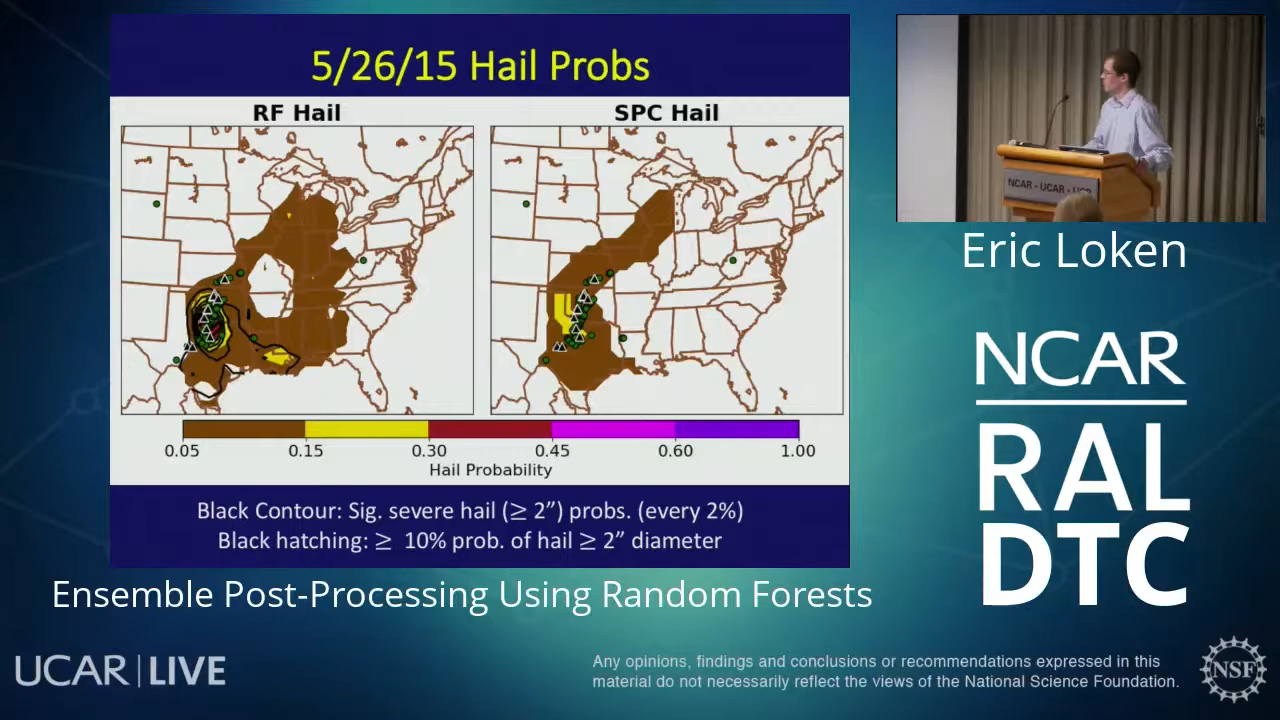 5/26/15 Hail Probs
RF Hail
SPC Hail
0.05 0.15 0.30 0.45 0.60 1.00
Hail Probability
Black Contour: Sig. severe hail (≥ 2”) probs. (every 2%)
Black hatching: ≥ 10% prob. of hail ≥ 2” diameter
NCAR • UCAR • UCP
Eric Loken
NCAR
RAL
DTC
Ensemble Post-Processing Using Random Forests
UCAR | LIVE
Any opinions, findings and conclusions or recommendations expressed in this
material do not necessarily reflect the views of the National Science Foundation.
NSF